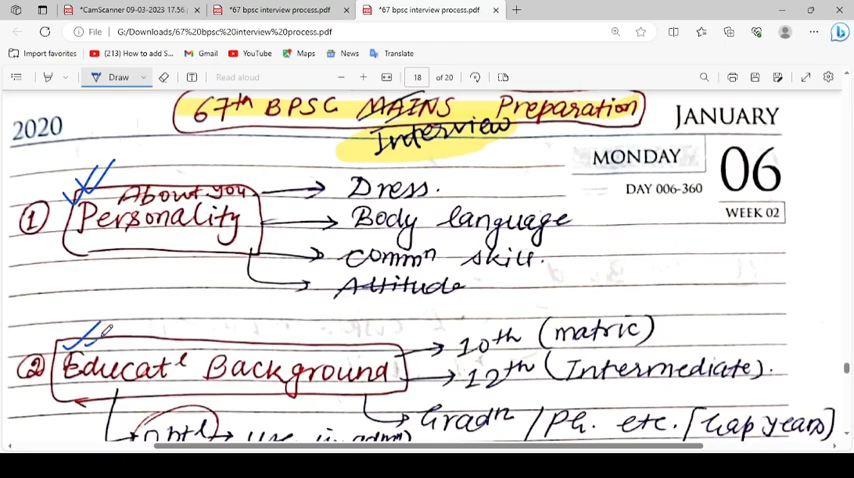 *CamScanner 09-03-2023 17.56.p
*67 bpsc interview process.pdf
*67 bpsc interview process.pdf
File
G:/Downloads/67%20bpsc%20interview%20process.pdf
Import favorites
(213) How to add S...
Gmail
YouTube
Maps
News
Translate
Draw
Read aloud
18 of 20
67th BPSC MAINS Preparation
Interview
2020
JANUARY
MONDAY
06
DAY 006-360
WEEK 02
About you
① Personality → Dress.
→ Body language
→ Commn skill.
→ Attitude
② Educatl Background → 10th (matric)
→ 12th (Intermediate).
→ Gradn / PG. etc. [Gap years]
→ optl → use in admn)